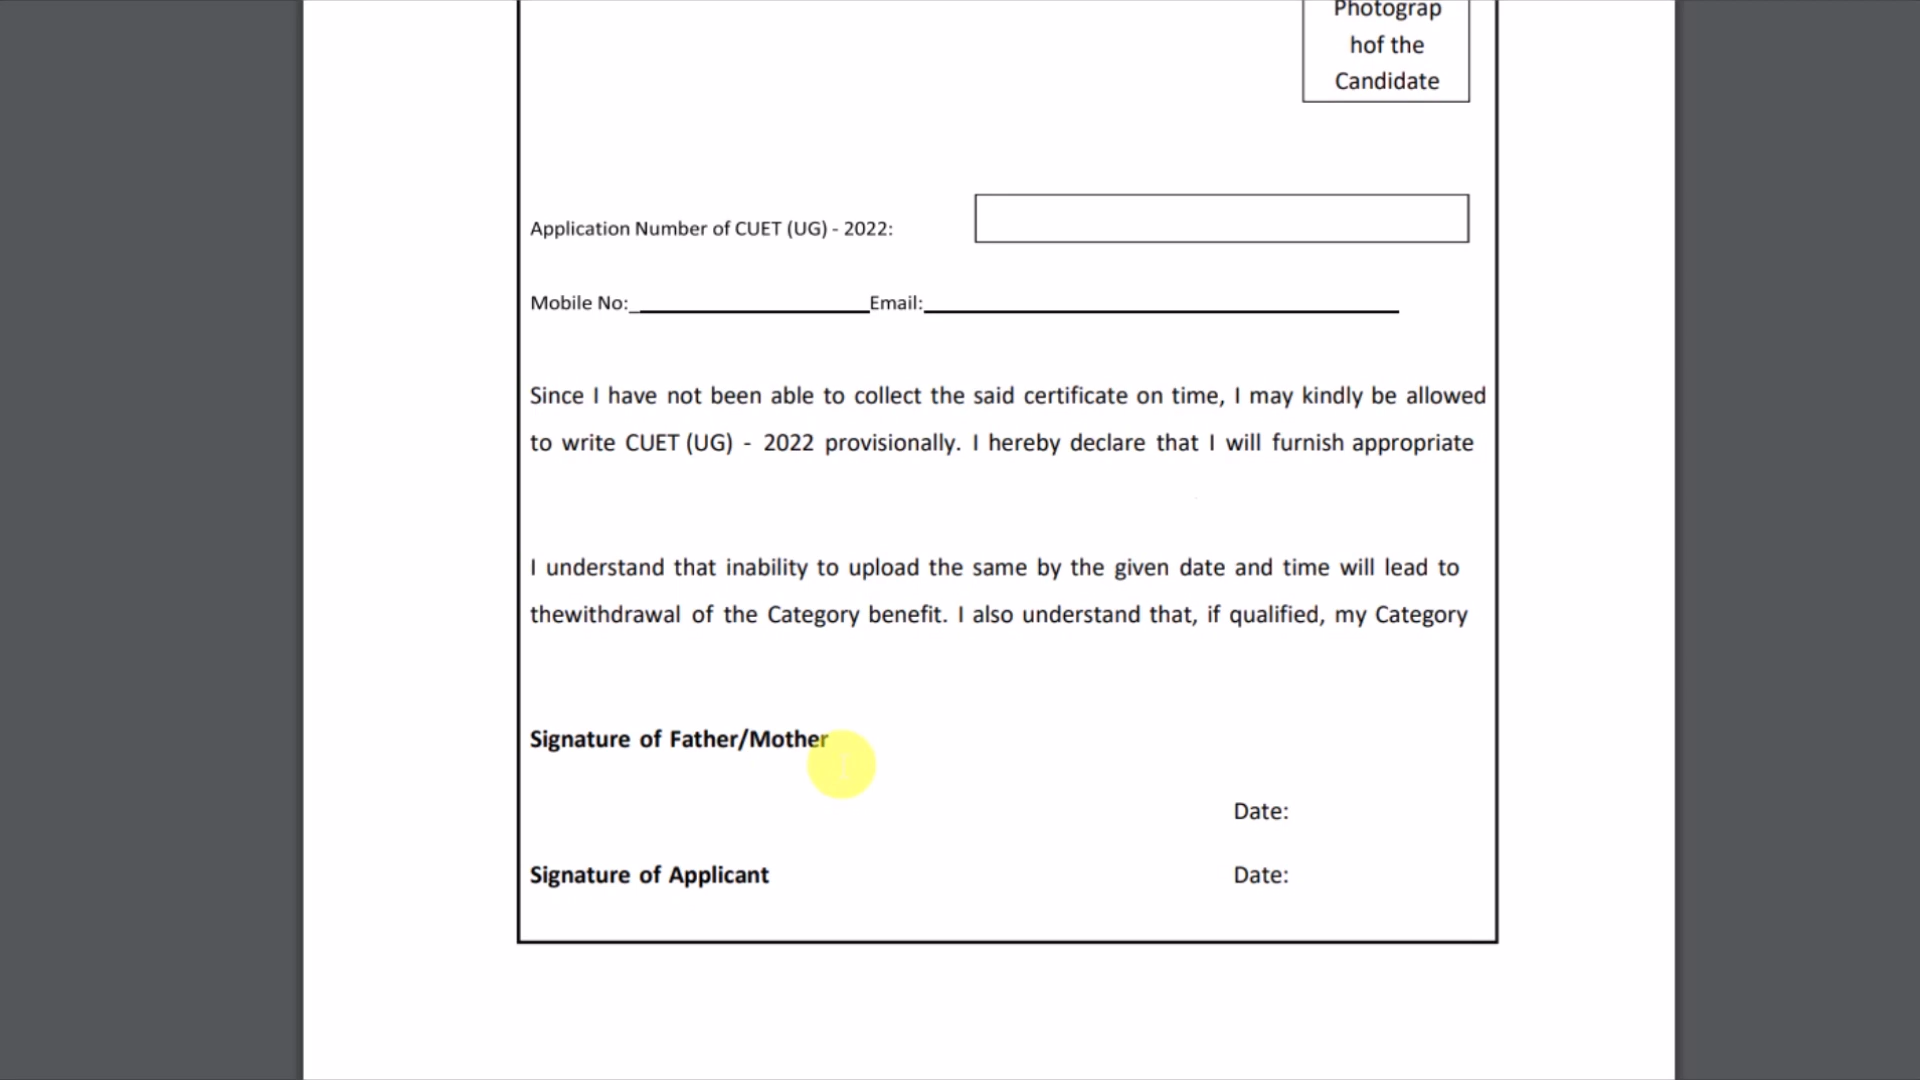 Photograp
hof the
Candidate
Application Number of CUET (UG) - 2022:
Mobile No:_ Email:
Since I have not been able to collect the said certificate on time, I may kindly be allowed
to write CUET (UG) - 2022 provisionally. I hereby declare that I will furnish appropriate
I understand that inability to upload the same by the given date and time will lead to
thewithdrawal of the Category benefit. I also understand that, if qualified, my Category
Signature of Father/Mother
Date:
Signature of Applicant Date: